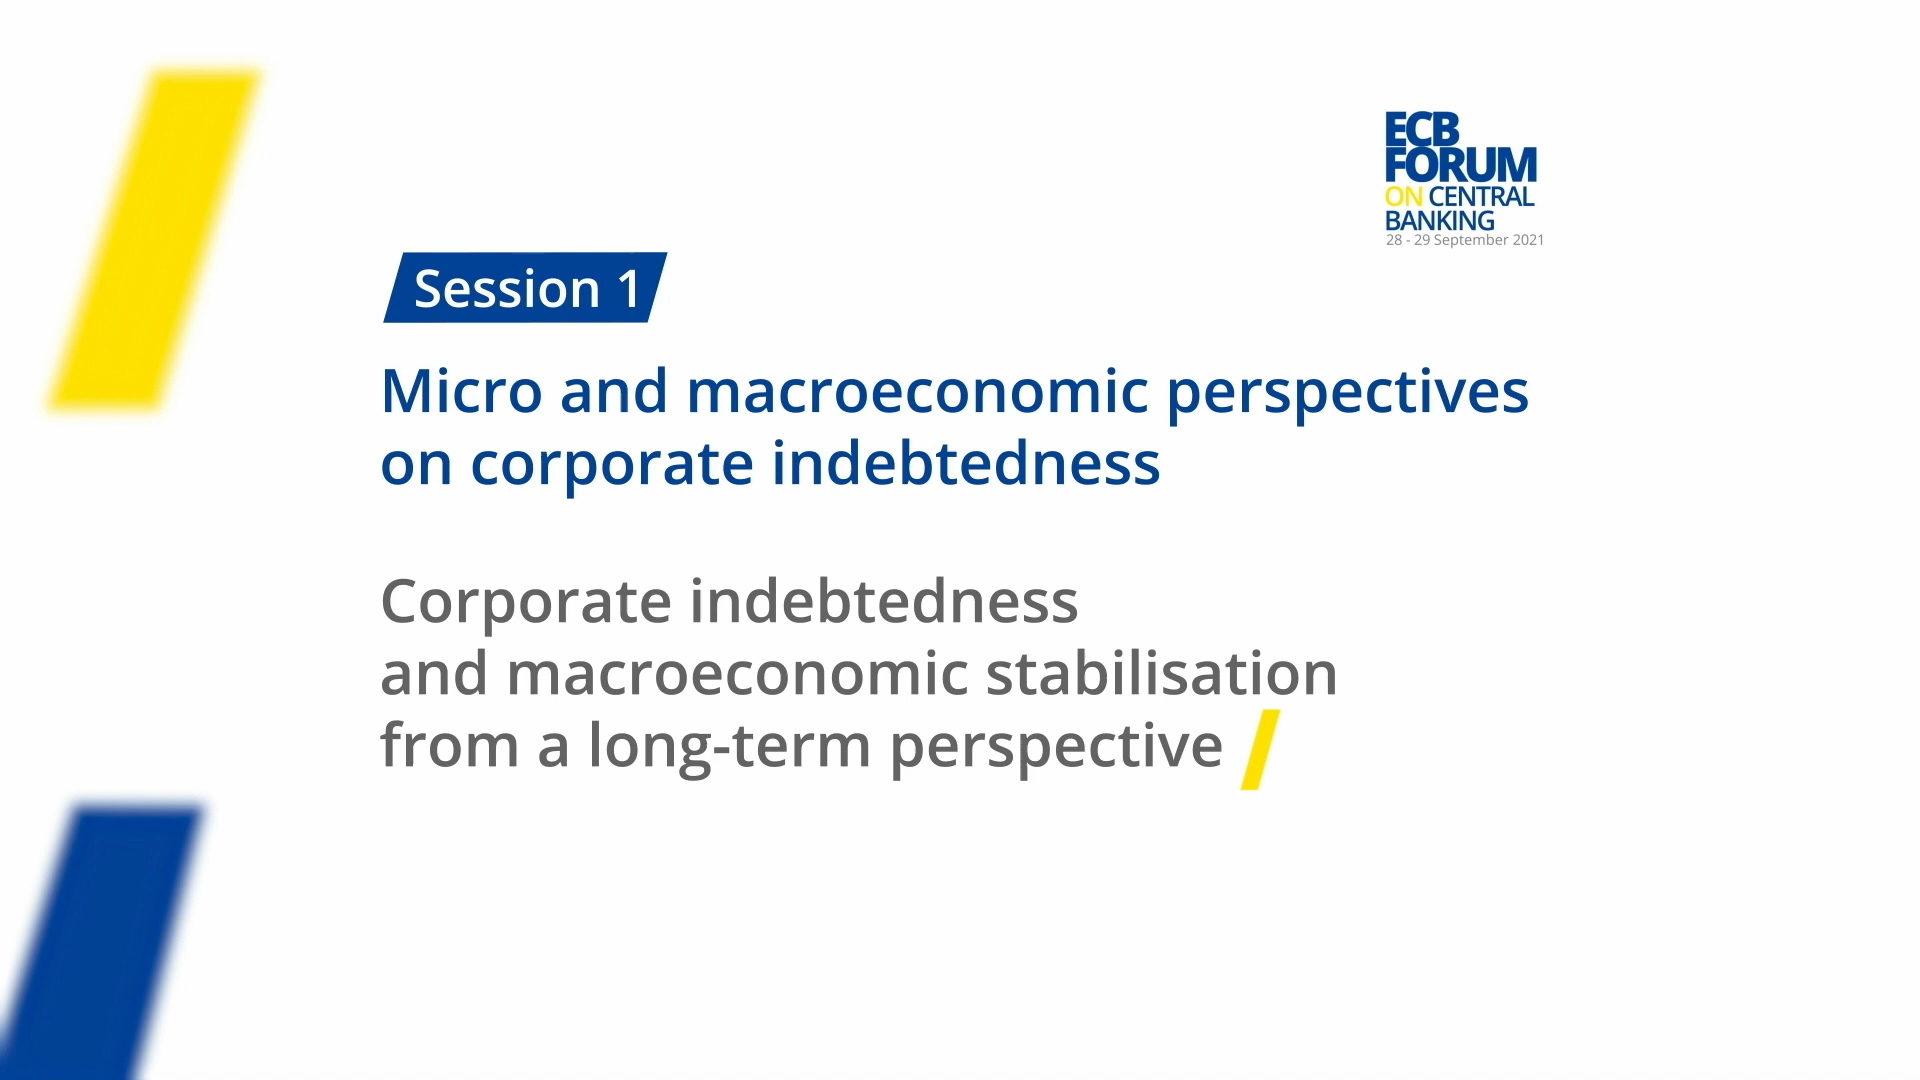 ECB
FORUM
ON CENTRAL
BANKING
28 - 29 September 2021
Session 1
Micro and macroeconomic perspectives
on corporate indebtedness
Corporate indebtedness
and macroeconomic stabilisation
from a long-term perspective